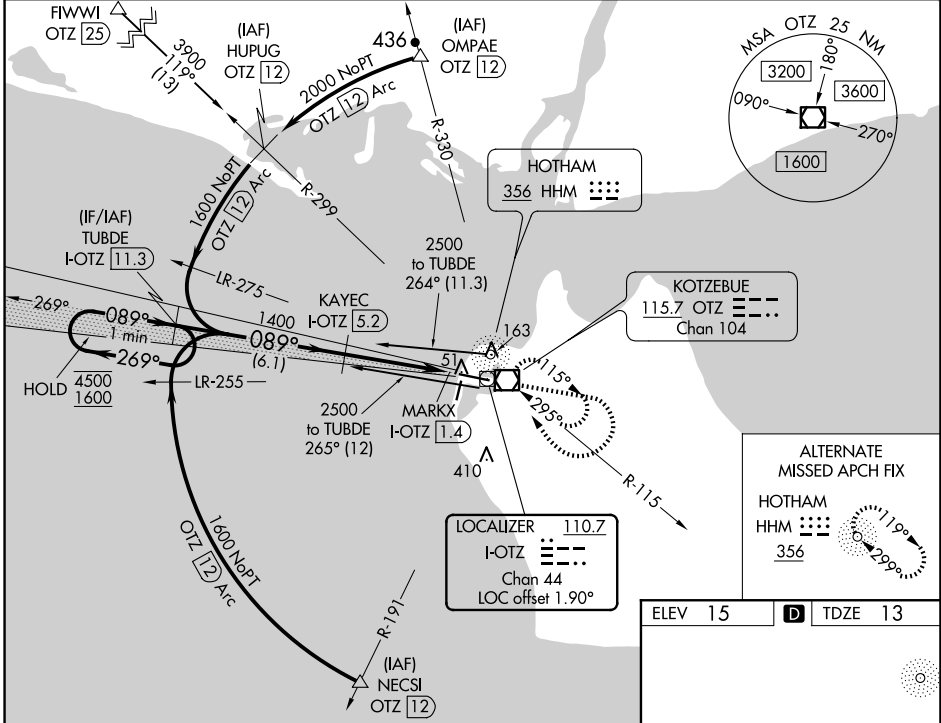 FIWWI
OTZ 25
3900
119°
(13)
(IAF)
HUPUG
OTZ 12
436
(IAF)
OMPAE
OTZ 12
2000 NoPT
OTZ 12 Arc
R-330
R-299
MSA OTZ 25 NM
180°
3200
3600
090°
270°
1600
HOTHAM
356 HHM
1600 NoPT
OTZ 12 Arc
(IF/IAF)
TUBDE
I-OTZ 11.3
LR-275
2500
to TUBDE
264° (11.3)
KOTZEBUE
115.7 OTZ
Chan 104
KAYEC
I-OTZ 5.2
1400
269°
089°
1 min
269°
089°
(6.1)
163
51
HOLD
4500
1600
LR-255
2500
to TUBDE
265° (12)
MARKX
I-OTZ 1.4
115°
295°
R-115
410
1600 NoPT
OTZ 12 Arc
LOCALIZER 110.7
I-OTZ
Chan 44
LOC offset 1.90°
R-191
(IAF)
NECSI
OTZ 12
ALTERNATE
MISSED APCH FIX
HOTHAM
HHM
356
119°
299°
ELEV 15
D
TDZE 13